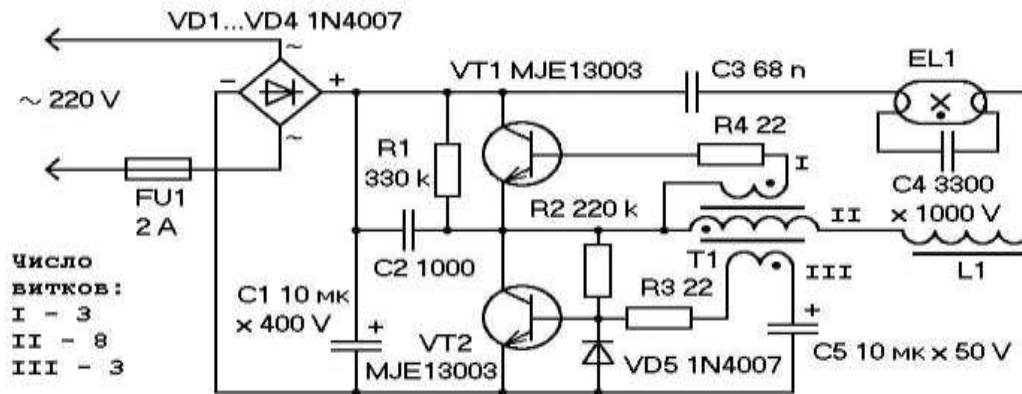 VD1...VD4 1N4007
~
~
−
+
~ 220 V
FU1
2 A
VT1 MJE13003
C3 68 n
EL1
R1
330 k
R4 22
I
C4 3300
x 1000 V
R2 220 k
II
C2 1000
T1
III
L1
Число
витков:
I - 3
II - 8
III - 3
C1 10 мк
x 400 V
+
R3 22
+
VT2
MJE13003
VD5 1N4007
C5 10 мк x 50 V